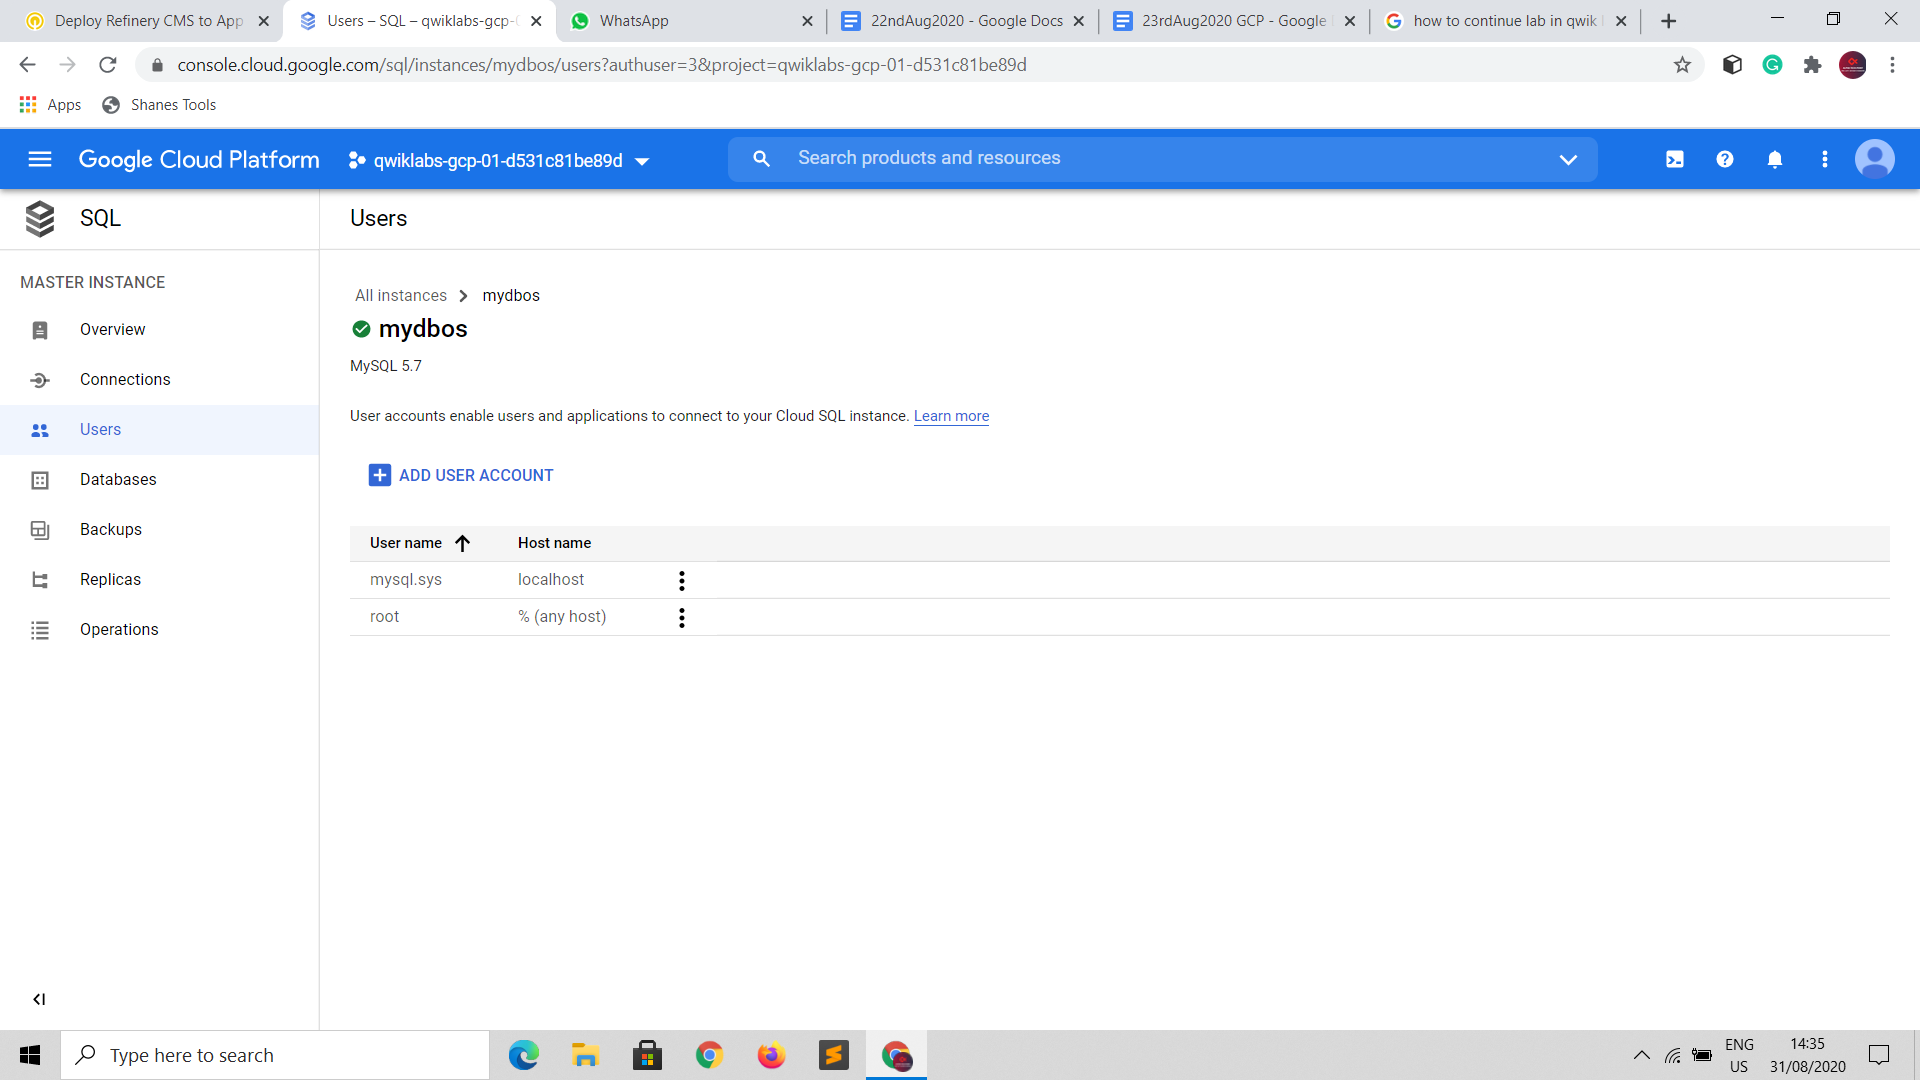 Deploy Refinery CMS to App
Users – SQL – qwiklabs-gcp-
WhatsApp
22ndAug2020 - Google Docs
23rdAug2020 GCP - Google
how to continue lab in qwik
console.cloud.google.com/sql/instances/mydbos/users?authuser=3&project=qwiklabs-gcp-01-d531c81be89d
Apps
Shanes Tools
Google Cloud Platform
qwiklabs-gcp-01-d531c81be89d
Search products and resources
SQL
Users
MASTER INSTANCE
Overview
Connections
Users
Databases
Backups
Replicas
Operations
All instances
mydbos
mydbos
MySQL 5.7
User accounts enable users and applications to connect to your Cloud SQL instance. Learn more
ADD USER ACCOUNT
User name
Host name
mysql.sys
localhost
root
% (any host)
Type here to search
ENG
US
14:35
31/08/2020